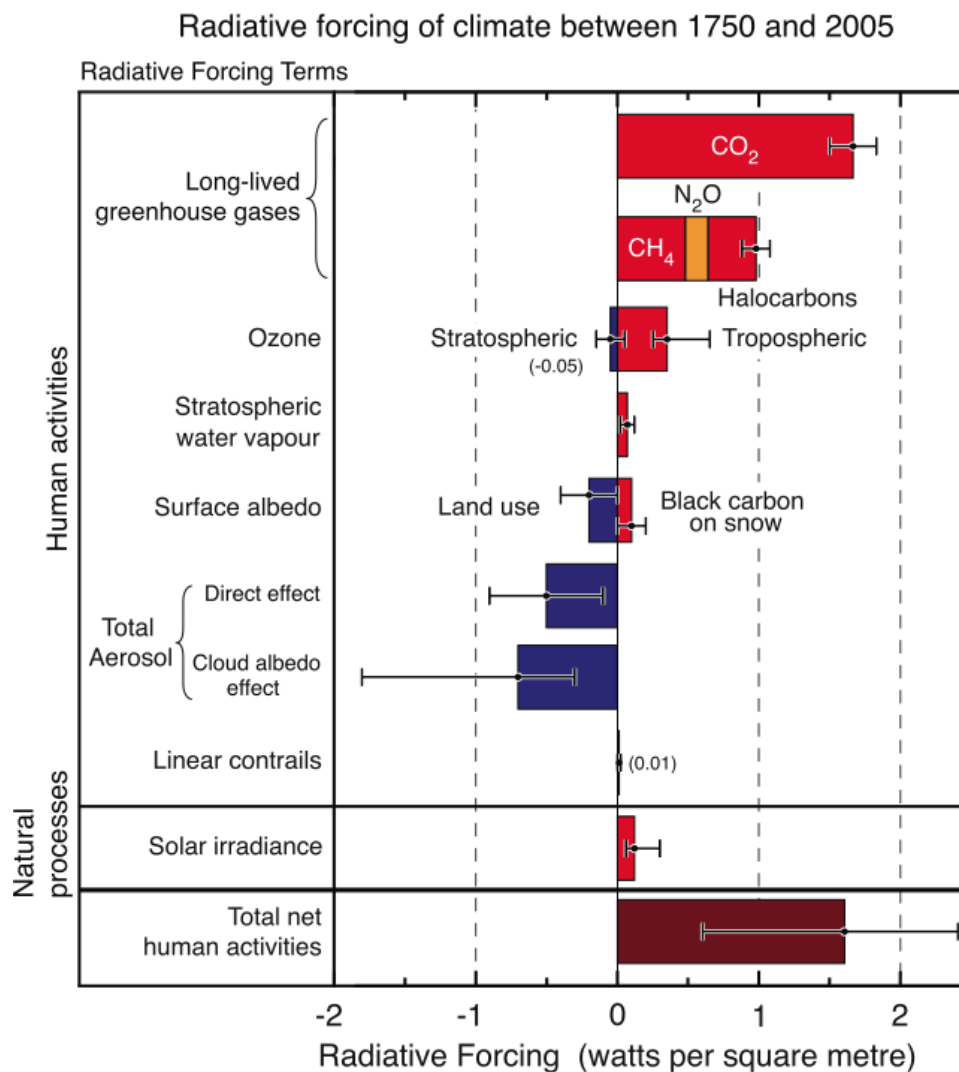 Radiative forcing of climate between 1750 and 2005
Radiative Forcing Terms
Human activities
Long-lived
greenhouse gases
CO₂
N₂O
CH₄
Halocarbons
Ozone
Stratospheric
(-0.05)
Tropospheric
Stratospheric
water vapour
Surface albedo
Land use
Black carbon
on snow
Total
Aerosol
Direct effect
Cloud albedo
effect
Linear contrails
(0.01)
Natural
processes
Solar irradiance
Total net
human activities
-2 -1 0 1 2
Radiative Forcing (watts per square metre)